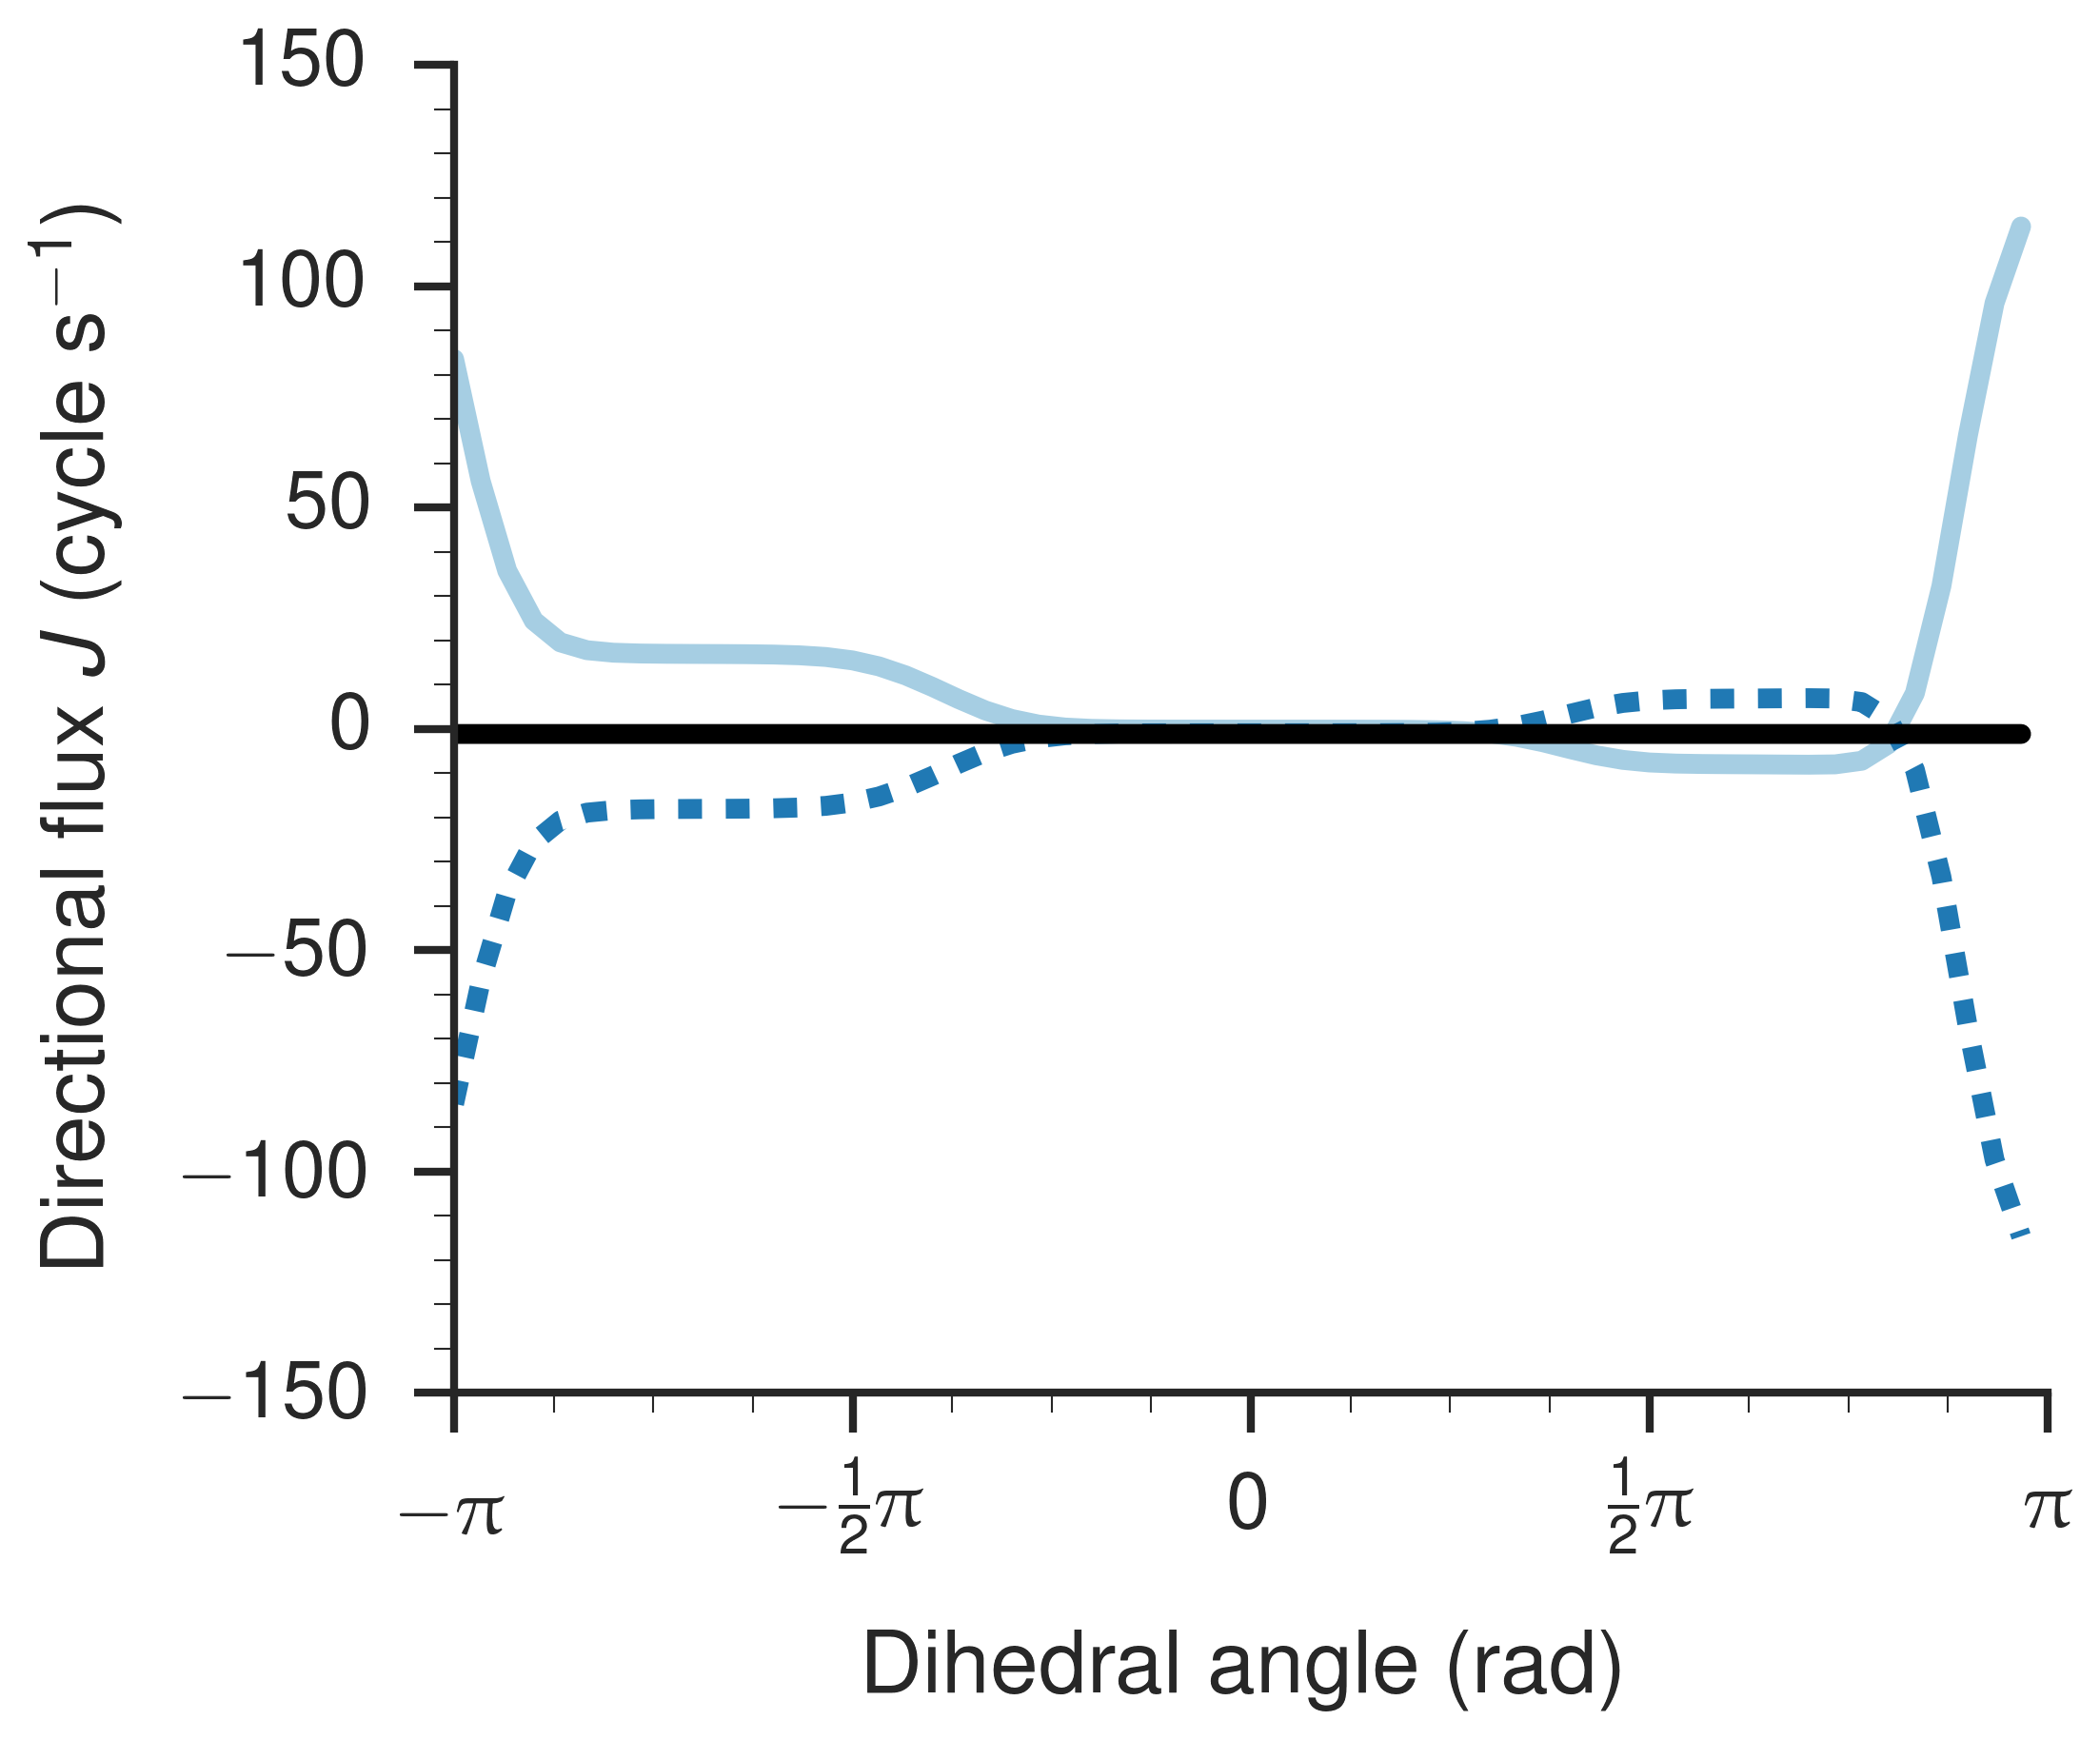 150
100
50
0
−50
−100
−150
Directional flux J (cycle s⁻¹)
−π
−½π
0
½π
π
Dihedral angle (rad)